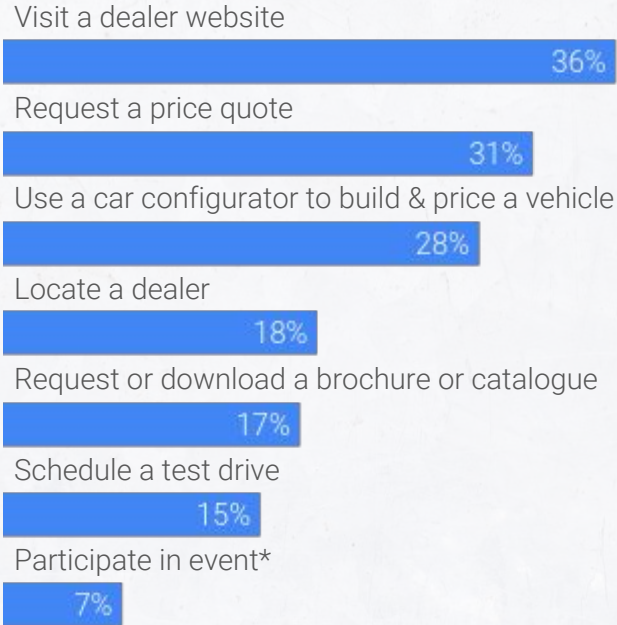 Visit a dealer website
36%
Request a price quote
31%
Use a car configurator to build & price a vehicle
28%
Locate a dealer
18%
Request or download a brochure or catalogue
17%
Schedule a test drive
15%
Participate in event*
7%